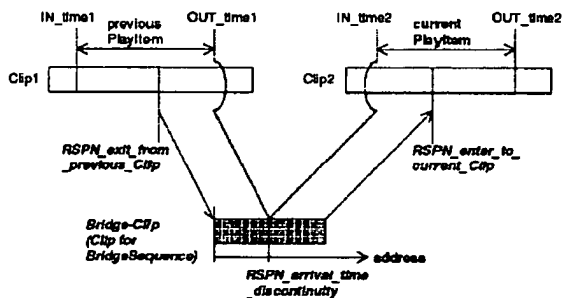 IN_time1
previous
PlayItem
OUT_time1
IN_time2
current
PlayItem
OUT_time2
Clip1
Clip2
RSPN_exit_from
_previous_Clip
RSPN_enter_to_
current_Clip
Bridge-Clip
(Clip for
BridgeSequence)
address
RSPN_arrival_time
_discontinuity